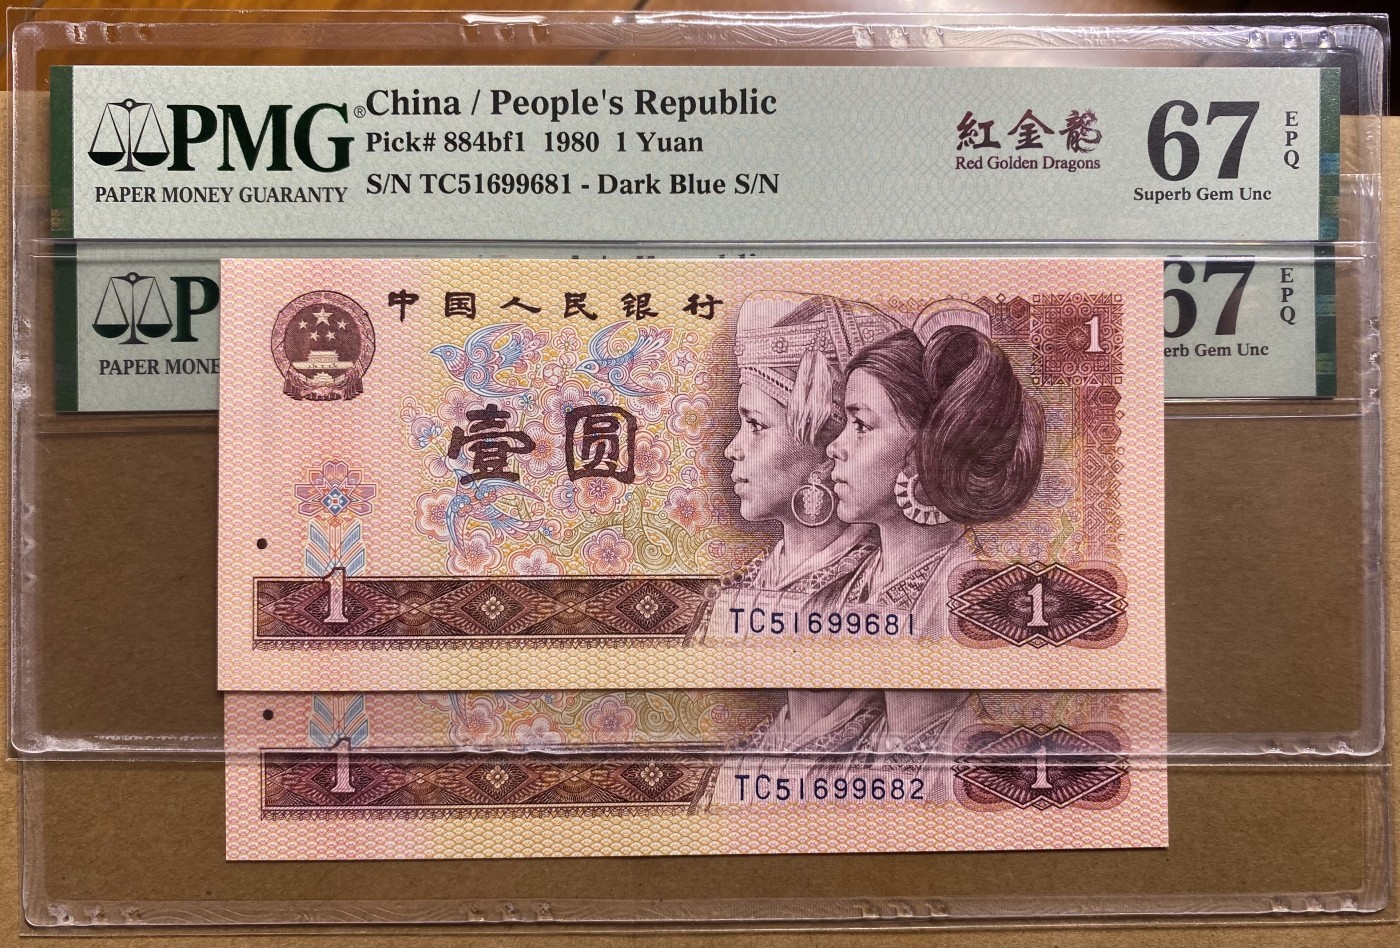 PMG®
PAPER MONEY GUARANTY
China / People's Republic
Pick# 884bf1 1980 1 Yuan
S/N TC51699681 - Dark Blue S/N
紅金龍
Red Golden Dragons
67
EPQ
Superb Gem Unc
P
PAPER MONE
67
EPQ
erb Gem Unc
中国人民银行
1
壹圆
1
TC51699681
1
1
TC51699682
1